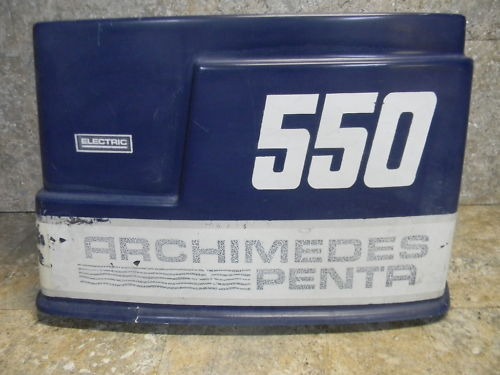 550
ELECTRIC
ARCHIMEDES
PENTA